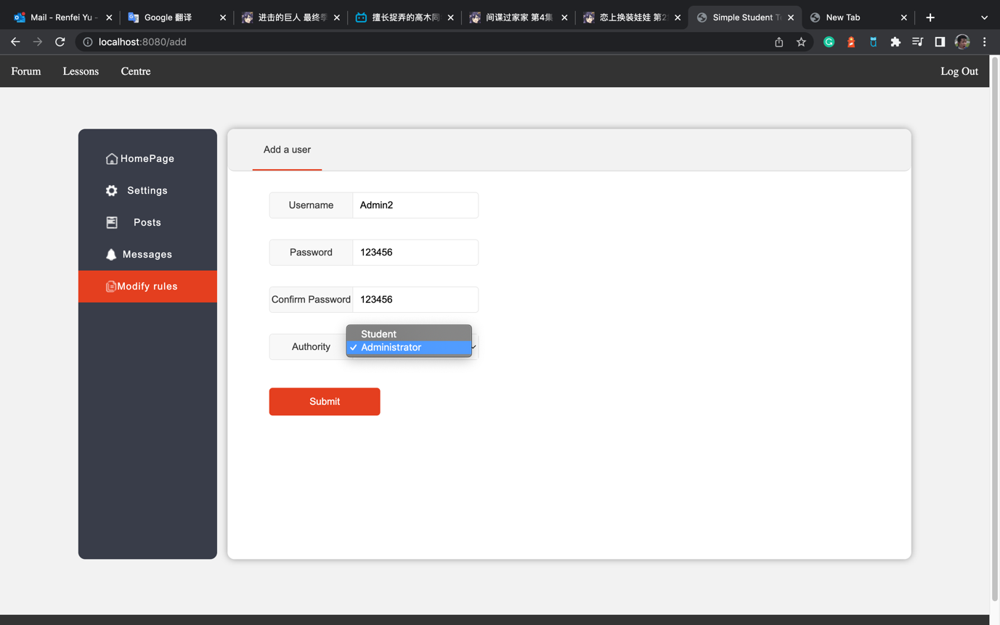 Mail - Renfei Yu -
Google 翻译
进击的巨人 最终季
擅长捉弄的高木同
间谍过家家 第4集
恋上换装娃娃 第2
Simple Student T
New Tab
localhost:8080/add
Forum
Lessons
Centre
Log Out
HomePage
Settings
Posts
Messages
Modify rules
Add a user
Username
Admin2
Password
123456
Confirm Password
123456
Authority
Student
Administrator
Submit